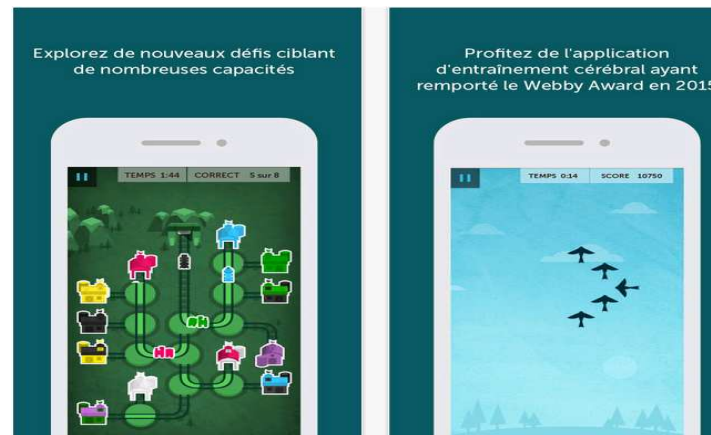 Explorez de nouveaux défis ciblant
de nombreuses capacités
TEMPS 1:44 CORRECT 5 sur 8
Profitez de l'application
d'entraînement cérébral ayant
remporté le Webby Award en 2015
TEMPS 0:14 SCORE 10750